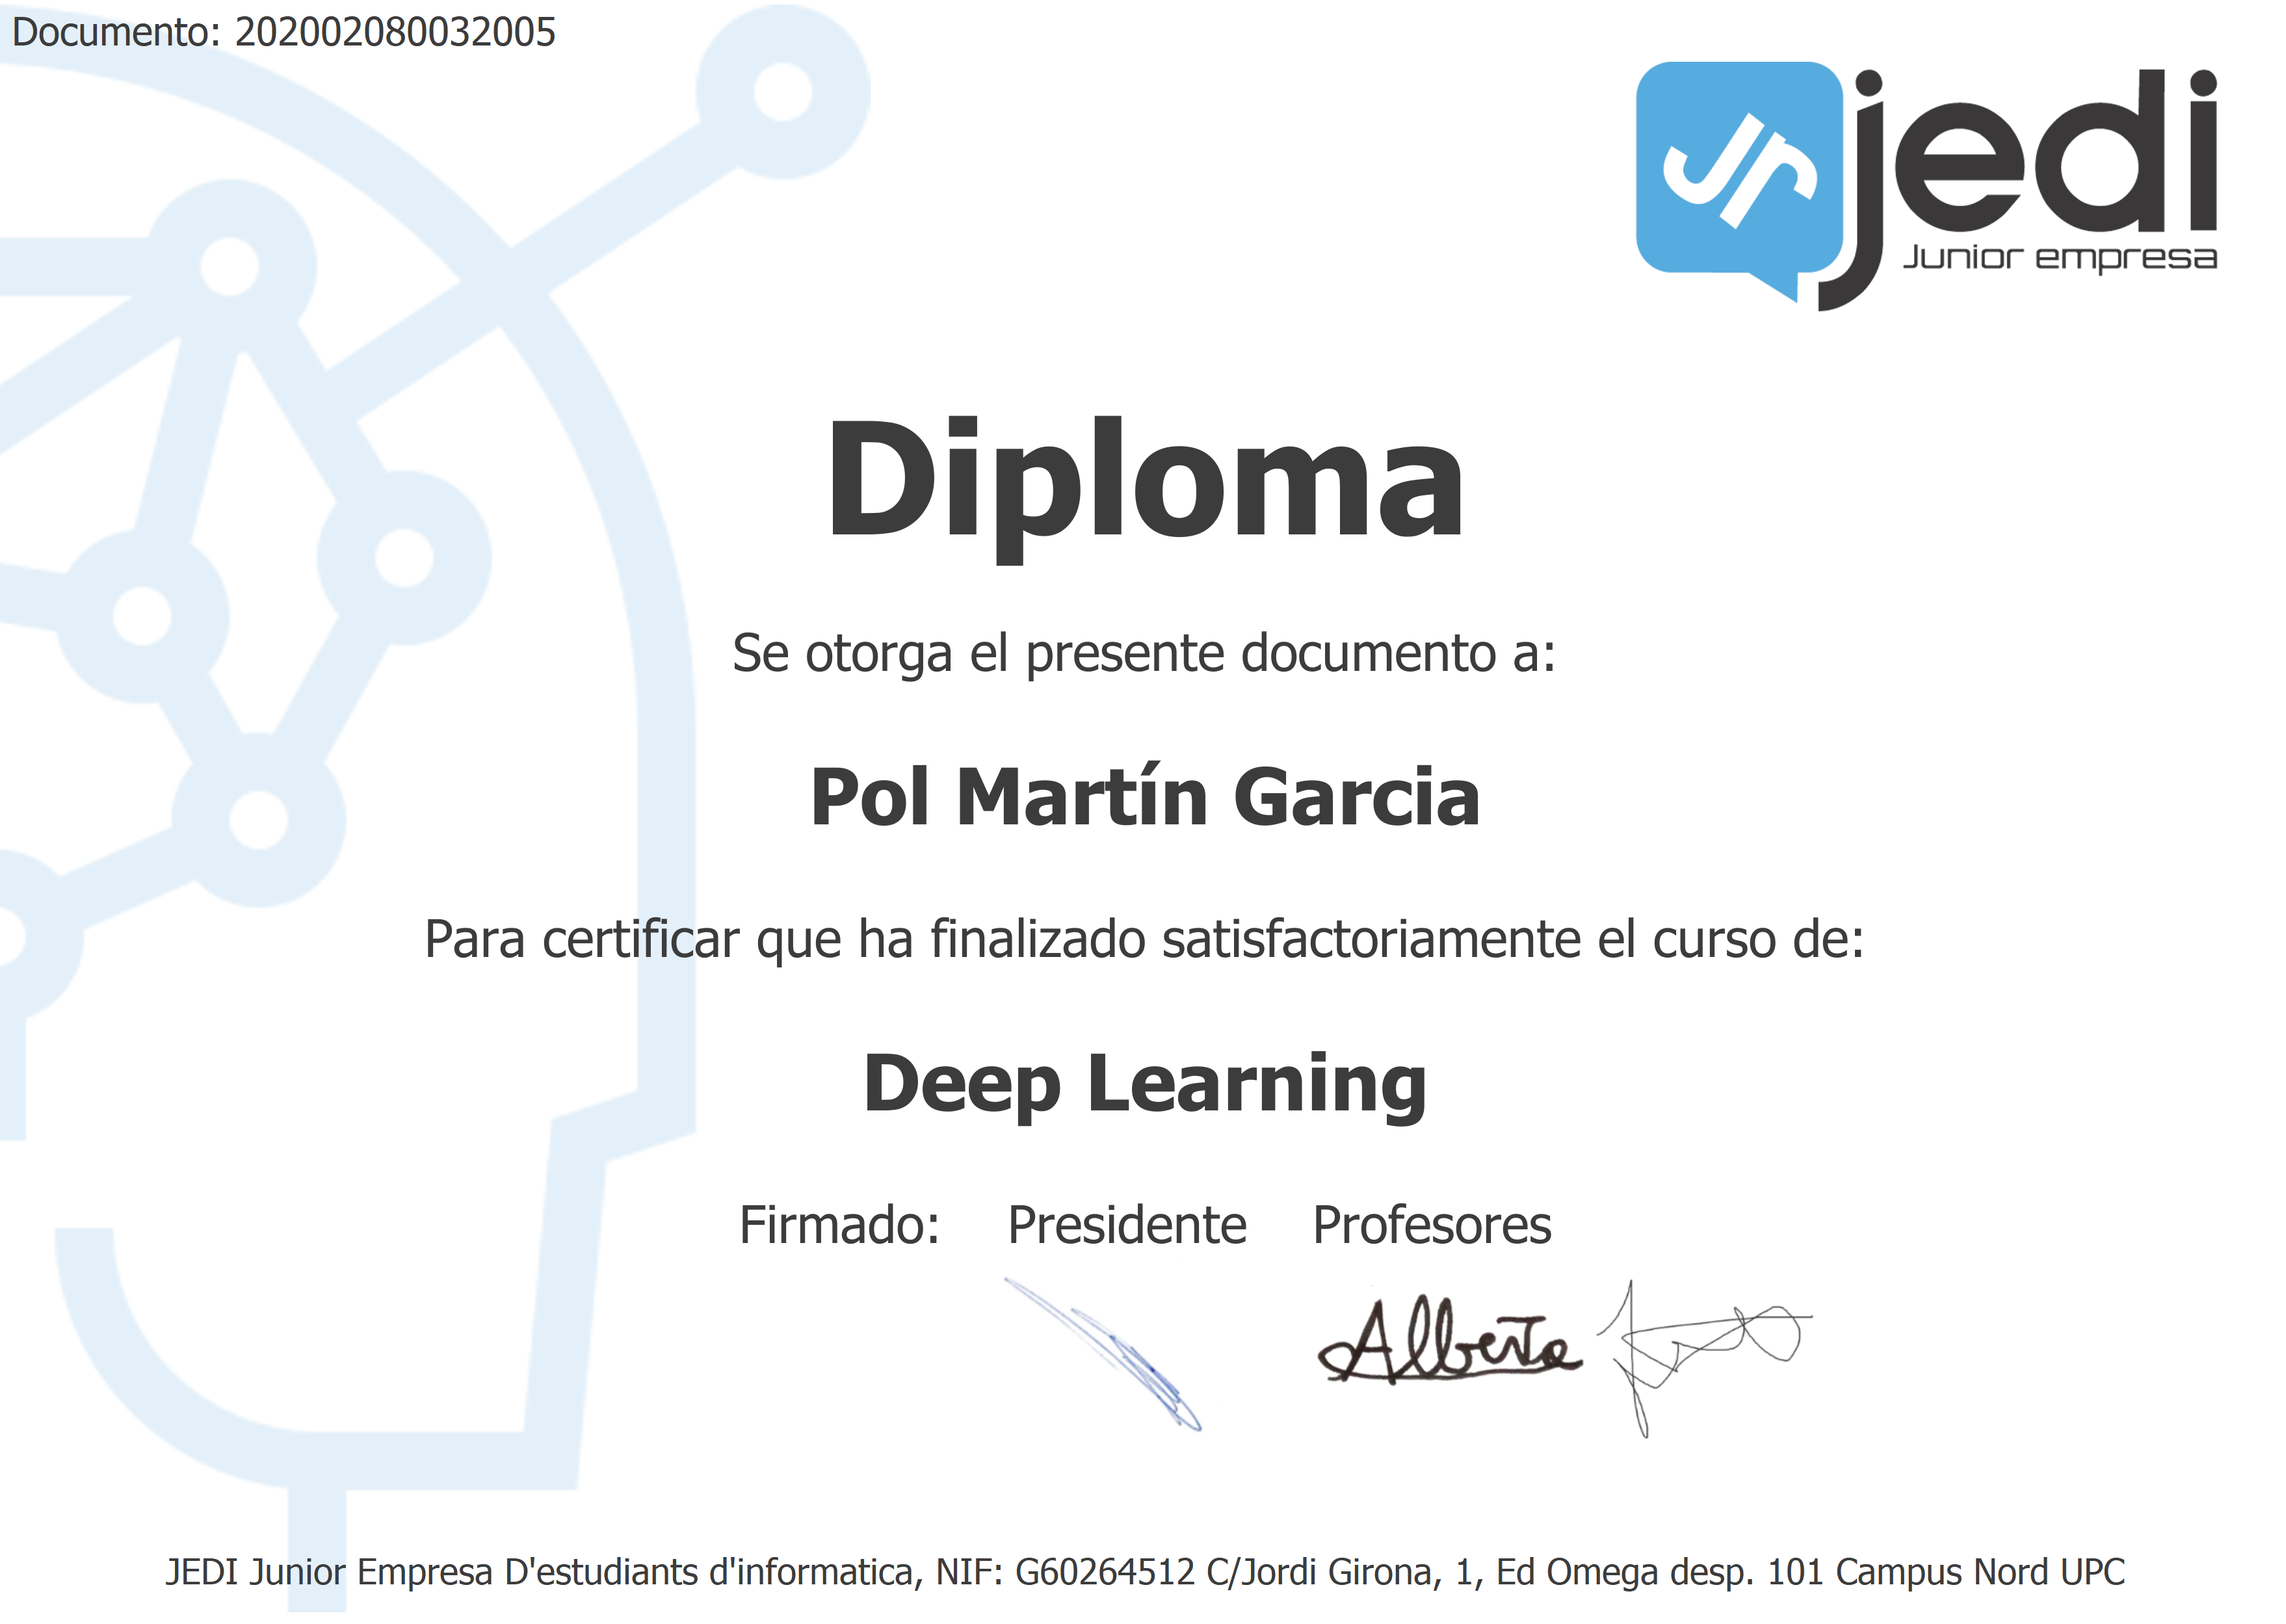 Documento: 202002080032005
Jr jedi
Junior empresa
Diploma
Se otorga el presente documento a:
Pol Martín Garcia
Para certificar que ha finalizado satisfactoriamente el curso de:
Deep Learning
Firmado: Presidente Profesores
Alberto
JEDI Junior Empresa D'estudiants d'informatica, NIF: G60264512 C/Jordi Girona, 1, Ed Omega desp. 101 Campus Nord UPC